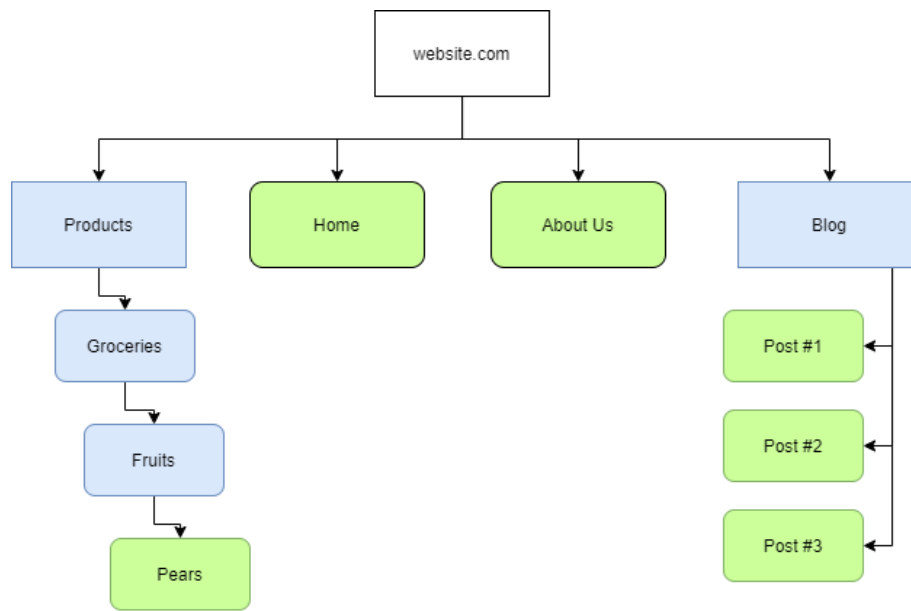 website.com
Products
Home
About Us
Blog
Groceries
Post #1
Fruits
Post #2
Pears
Post #3